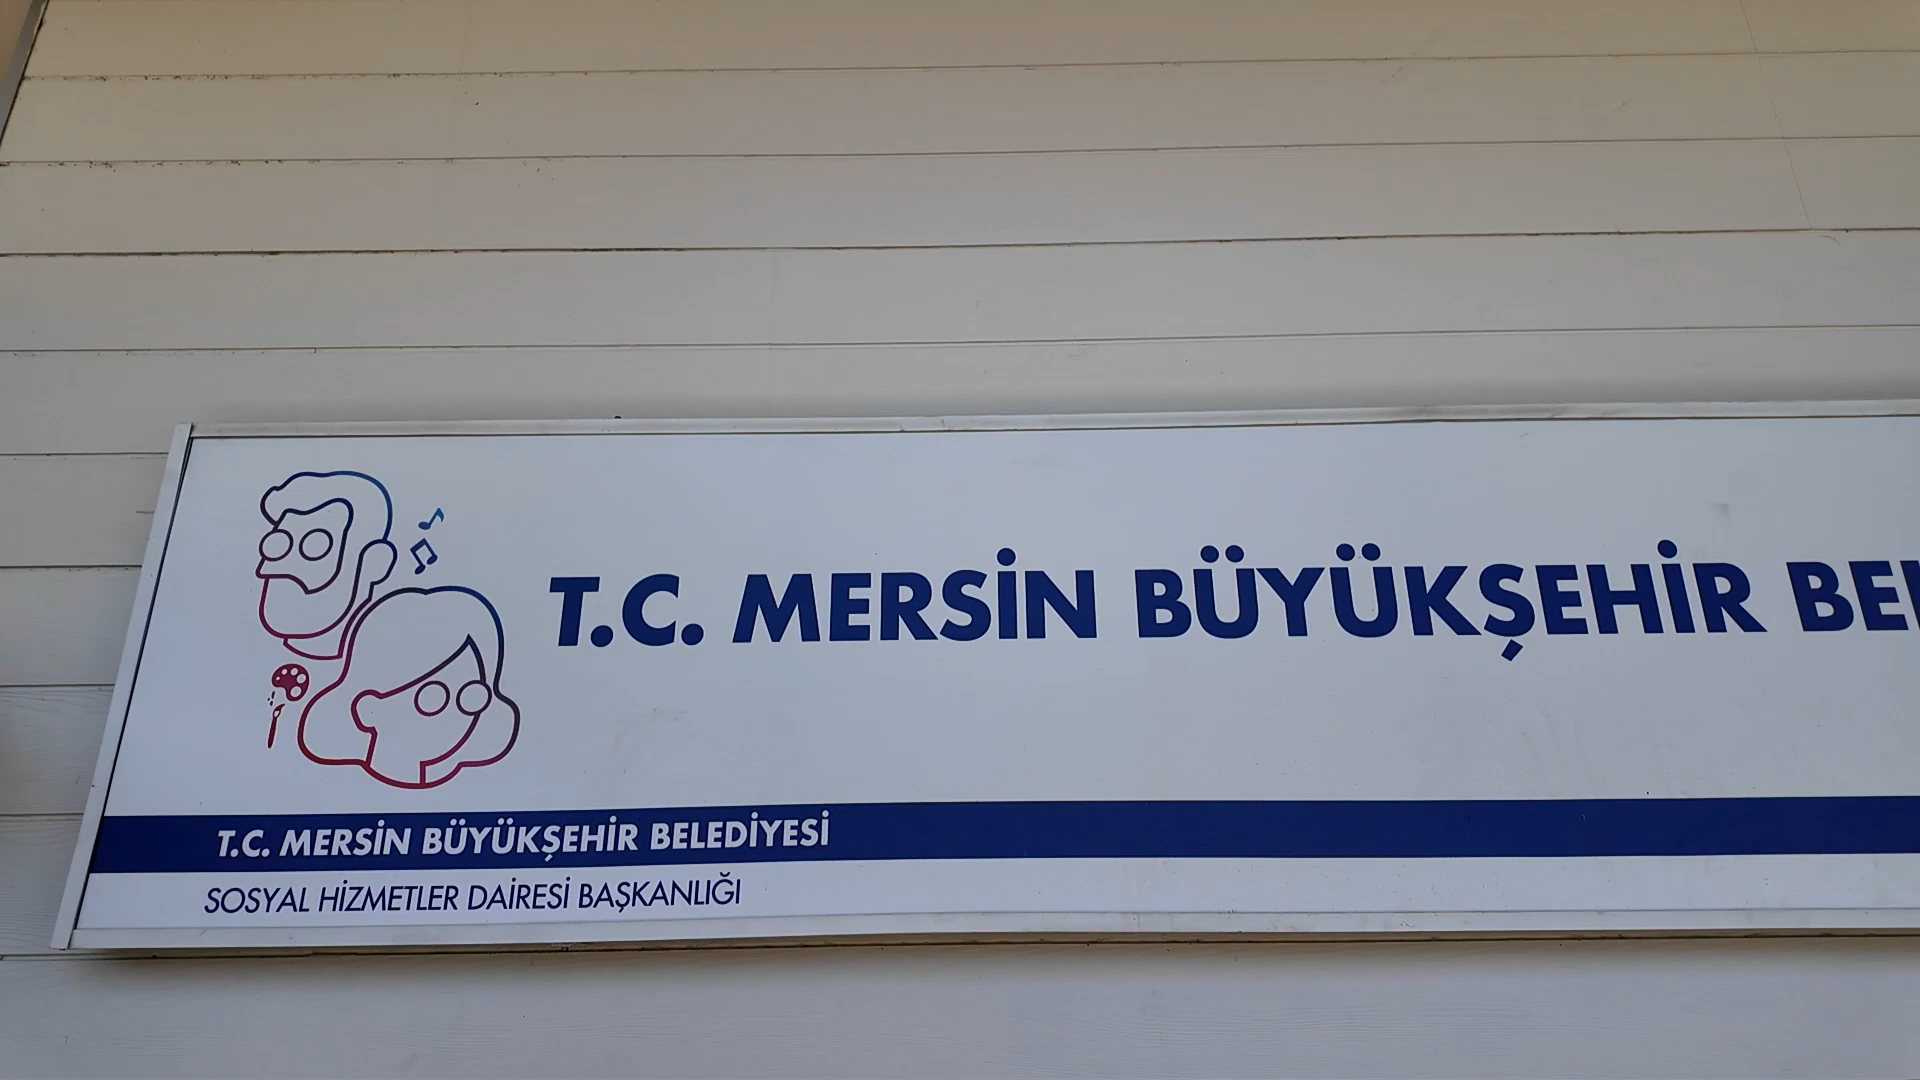 T.C. MERSİN BÜYÜKŞEHİR
T.C. MERSİN BÜYÜKŞEHİR BELEDİYESİ
SOSYAL HİZMETLER DAİRESİ BAŞKANLIĞI